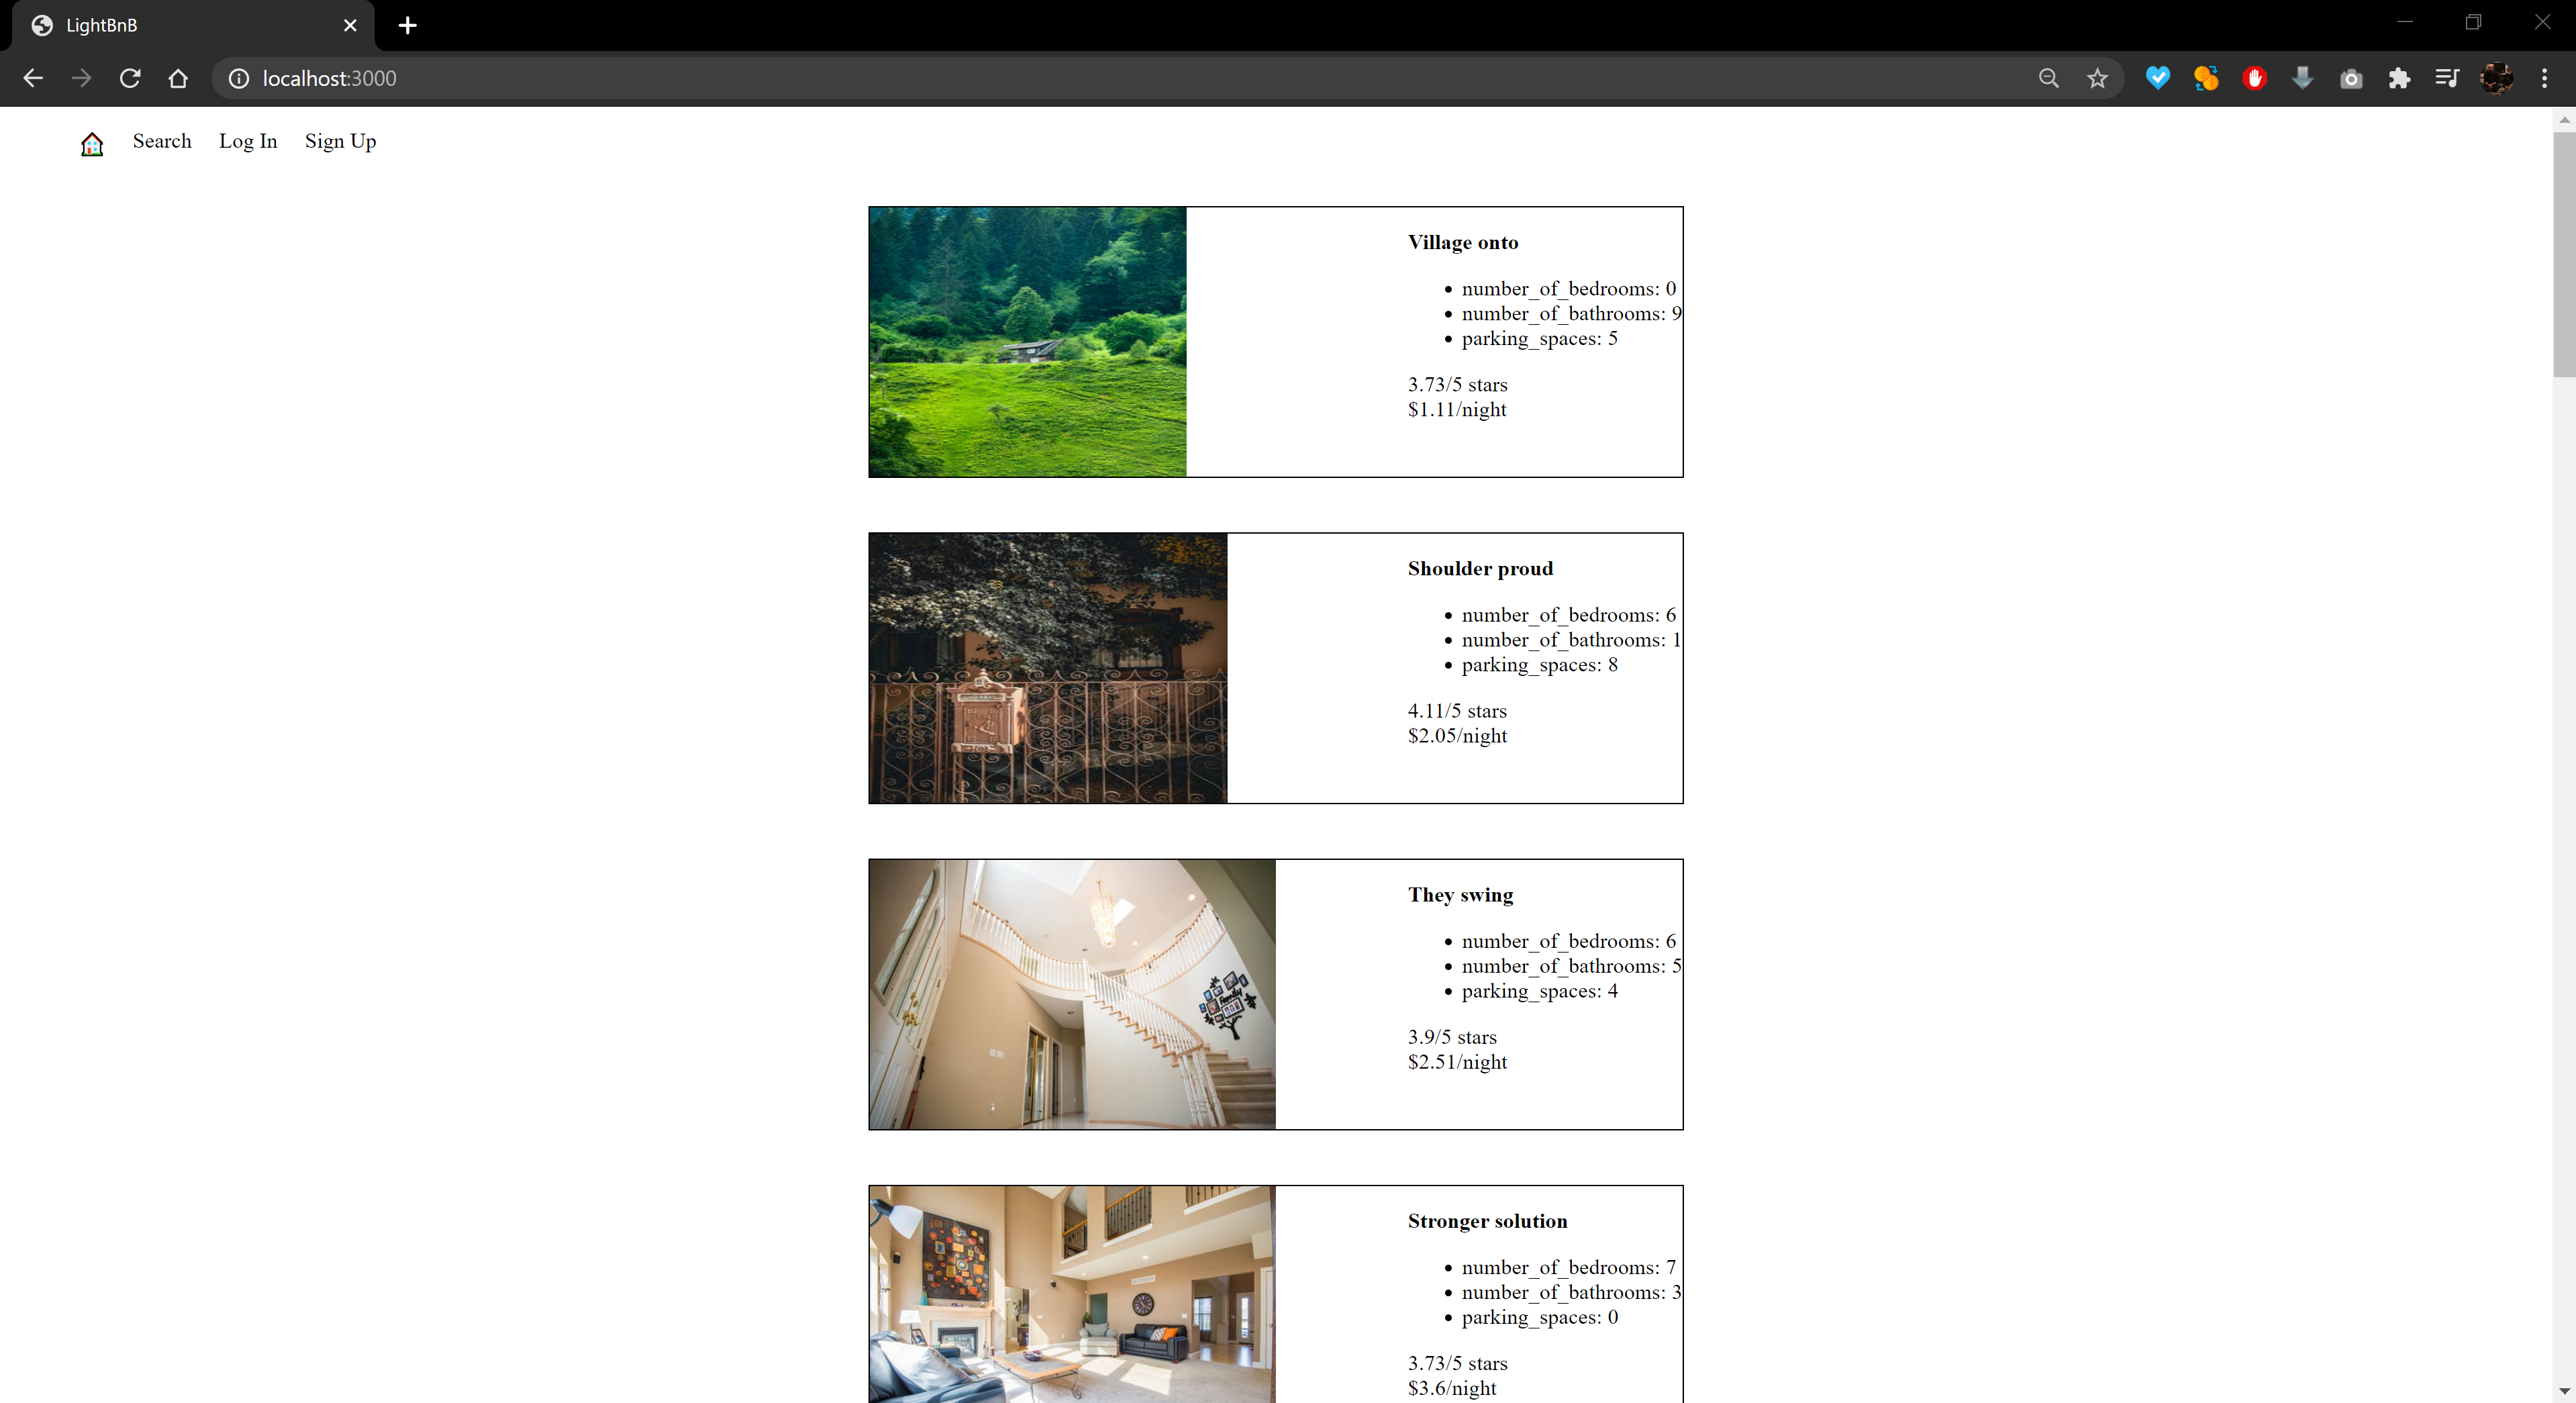 LightBnB
localhost:3000
Search Log In Sign Up
Village onto
number_of_bedrooms: 0
number_of_bathrooms: 9
parking_spaces: 5
3.73/5 stars
$1.11/night
Shoulder proud
number_of_bedrooms: 6
number_of_bathrooms: 1
parking_spaces: 8
4.11/5 stars
$2.05/night
They swing
number_of_bedrooms: 6
number_of_bathrooms: 5
parking_spaces: 4
3.9/5 stars
$2.51/night
family
Stronger solution
number_of_bedrooms: 7
number_of_bathrooms: 3
parking_spaces: 0
3.73/5 stars
$3.6/night